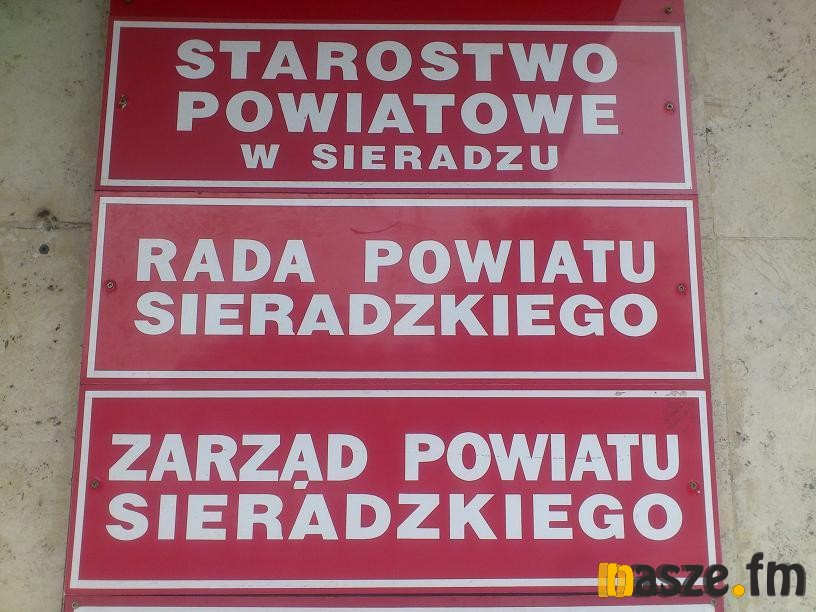 STAROSTWO
POWIATOWE
W SIERADZU
RADA POWIATU
SIERADZKIEGO
ZARZĄD POWIATU
SIERADZKIEGO
nasze.fm